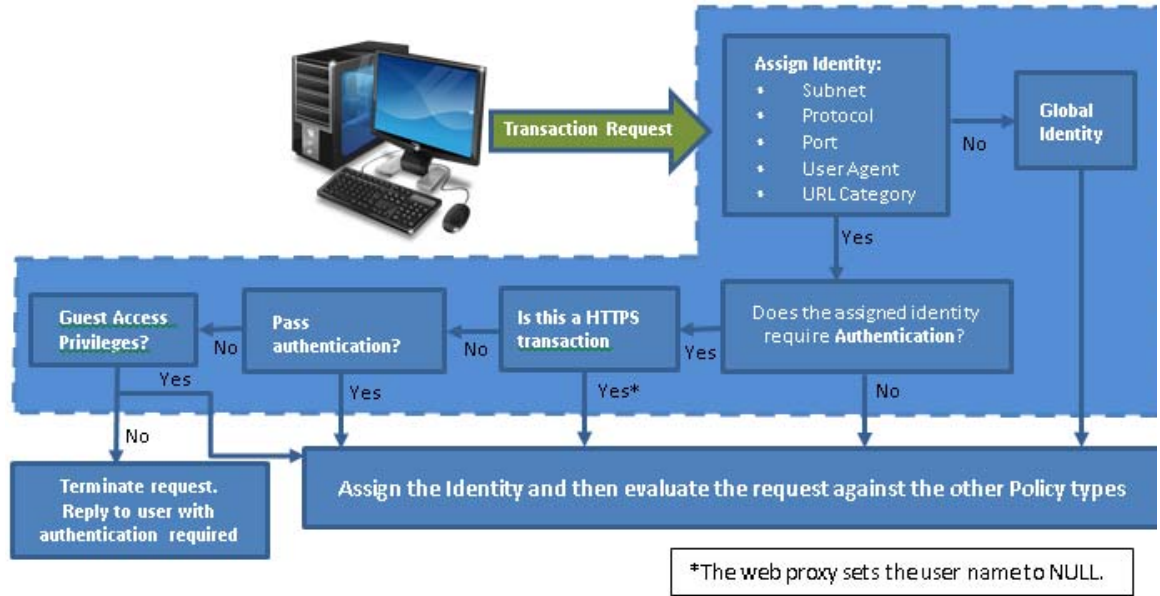 Transaction Request
Assign Identity:
• Subnet
• Protocol
• Port
• User Agent
• URL Category
No
Global
Identity
Yes
Does the assigned identity
require Authentication?
Yes
No
Is this a HTTPS
transaction
No
Yes*
Pass
authentication?
No
Yes
Guest Access
Privileges?
Yes
No
Terminate request.
Reply to user with
authentication required
Assign the Identity and then evaluate the request against the other Policy types
*The web proxy sets the user name to NULL.